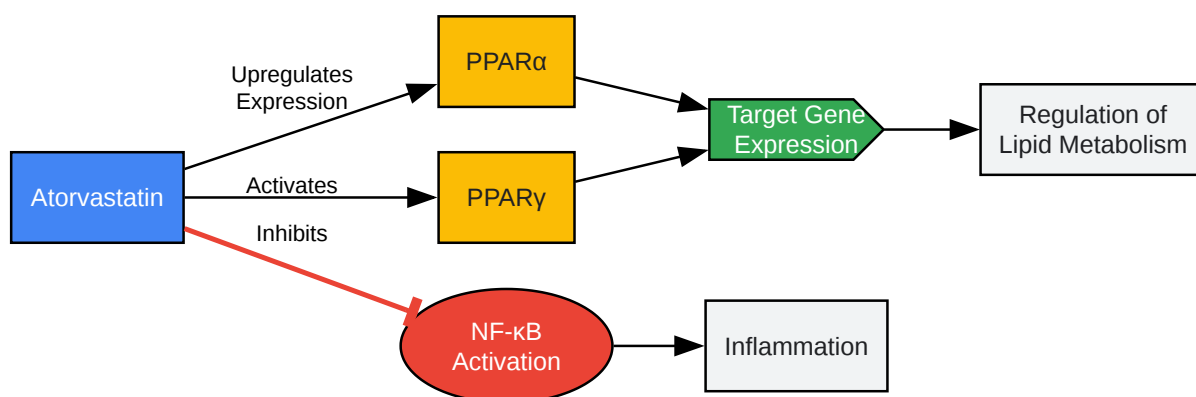 Upregulates
Expression
PPARα
Target Gene
Expression
Regulation of
Lipid Metabolism
Atorvastatin
Activates
PPARγ
Inhibits
NF-κB
Activation
Inflammation